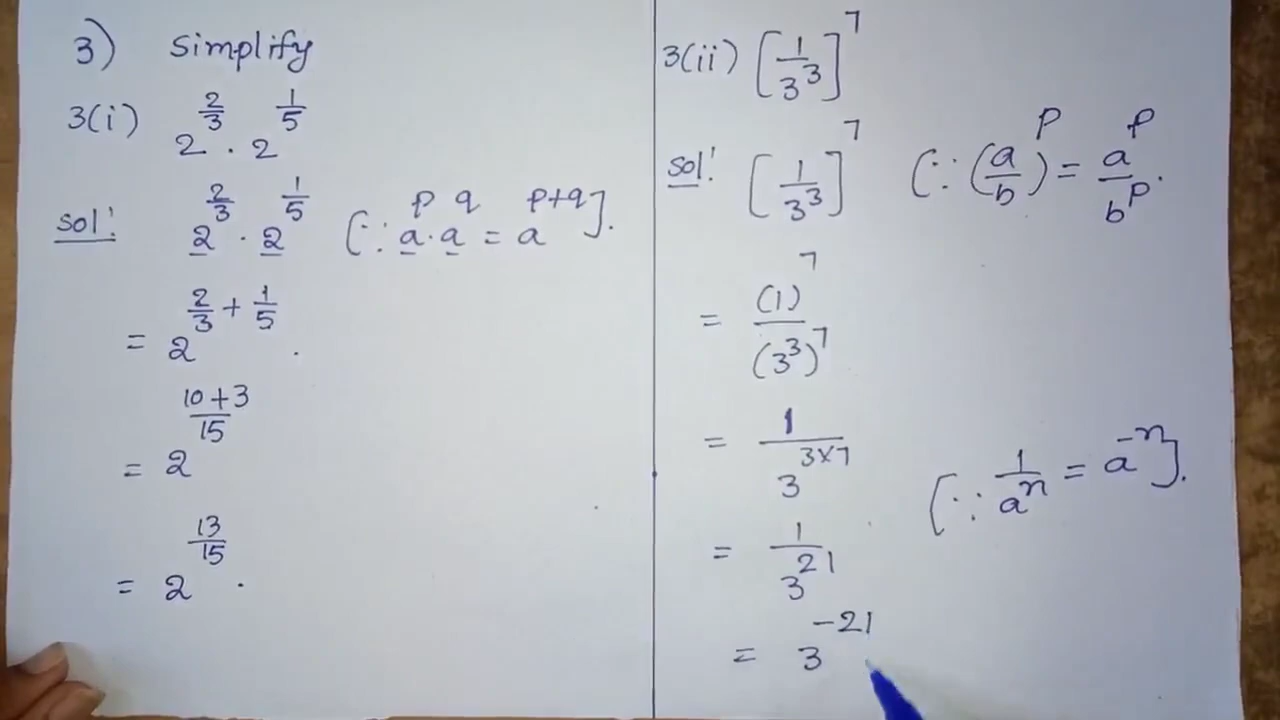 3) Simplify
3(i) 2^{2/3} . 2^{1/5}
sol! 2^{2/3} . 2^{1/5} [∵ a^p . a^q = a^{p+q}].
= 2^{2/3 + 1/5} .
= 2^{(10+3)/15}
= 2^{13/15} .
3(ii) [1/3^3]^7
sol! [1/3^3]^7 (∵ (a/b)^p = a^p/b^p.
= (1)^7/(3^3)^7
= 1/3^{3×7}
[∵ 1/a^n = a^{-n}].
= 1/3^{21}
= 3^{-21}